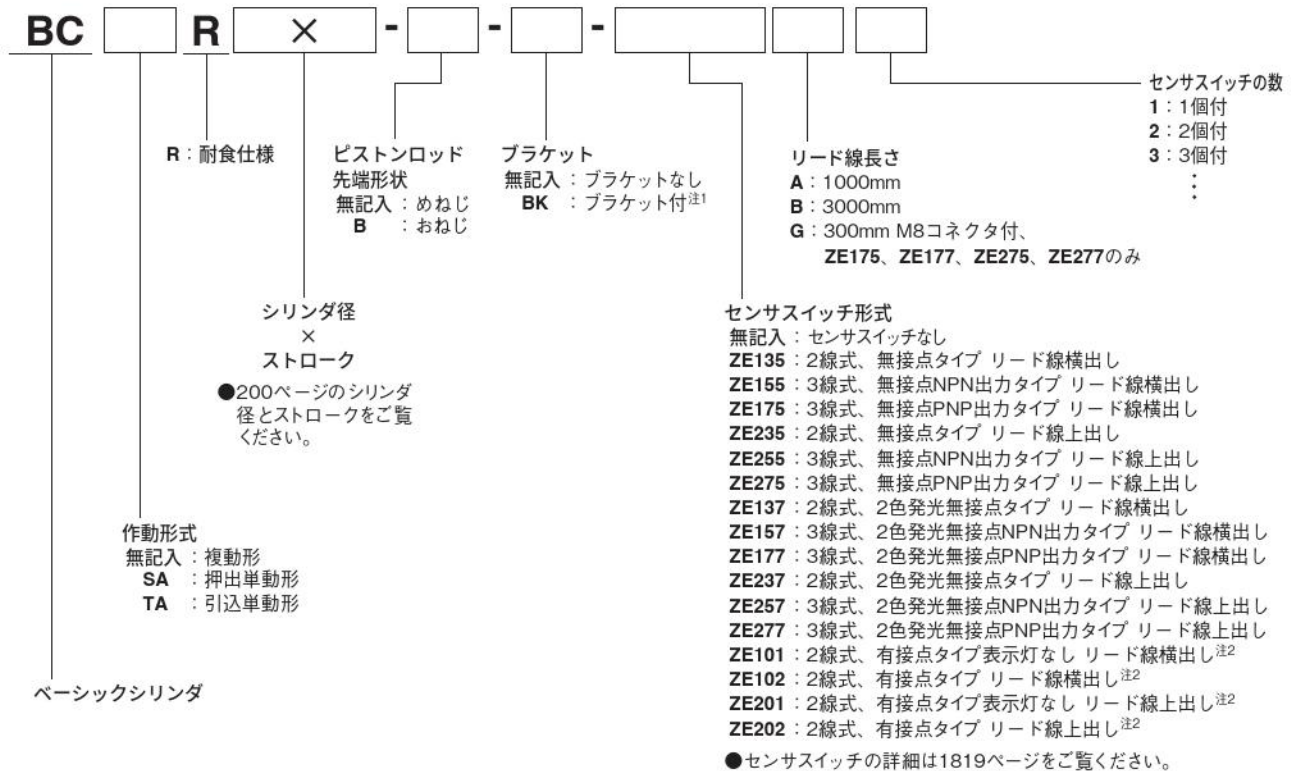 BC R × - - -
センサスイッチの数
1：1個付
2：2個付
3：3個付
⋮
R：耐食仕様
ピストンロッド
先端形状
無記入：めねじ
B：おねじ
ブラケット
無記入：ブラケットなし
BK：ブラケット付注1
リード線長さ
A：1000mm
B：3000mm
G：300mm M8コネクタ付、
ZE175、ZE177、ZE275、ZE277のみ
シリンダ径
×
ストローク
●200ページのシリンダ
径とストロークをご覧
ください。
センサスイッチ形式
無記入：センサスイッチなし
ZE135：2線式、無接点タイプ リード線横出し
ZE155：3線式、無接点NPN出力タイプ リード線横出し
ZE175：3線式、無接点PNP出力タイプ リード線横出し
ZE235：2線式、無接点タイプ リード線上出し
ZE255：3線式、無接点NPN出力タイプ リード線上出し
ZE275：3線式、無接点PNP出力タイプ リード線上出し
ZE137：2線式、2色発光無接点タイプ リード線横出し
ZE157：3線式、2色発光無接点NPN出力タイプ リード線横出し
ZE177：3線式、2色発光無接点PNP出力タイプ リード線横出し
ZE237：2線式、2色発光無接点タイプ リード線上出し
ZE257：3線式、2色発光無接点NPN出力タイプ リード線上出し
ZE277：3線式、2色発光無接点PNP出力タイプ リード線上出し
ZE101：2線式、有接点タイプ表示灯なし リード線横出し注2
ZE102：2線式、有接点タイプ リード線横出し注2
ZE201：2線式、有接点タイプ表示灯なし リード線上出し注2
ZE202：2線式、有接点タイプ リード線上出し注2
●センサスイッチの詳細は1819ページをご覧ください。
作動形式
無記入：複動形
SA：押出単動形
TA：引込単動形
ベーシックシリンダ